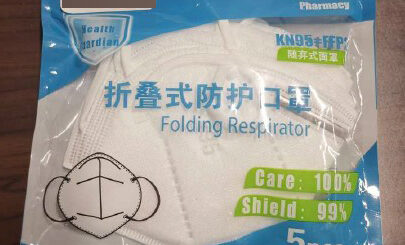 Pharmacy
Health
Guardian
KN95
随弃式面罩
折叠式防护口罩
Folding Respirator
Care: 100%
Shield: 99%
5